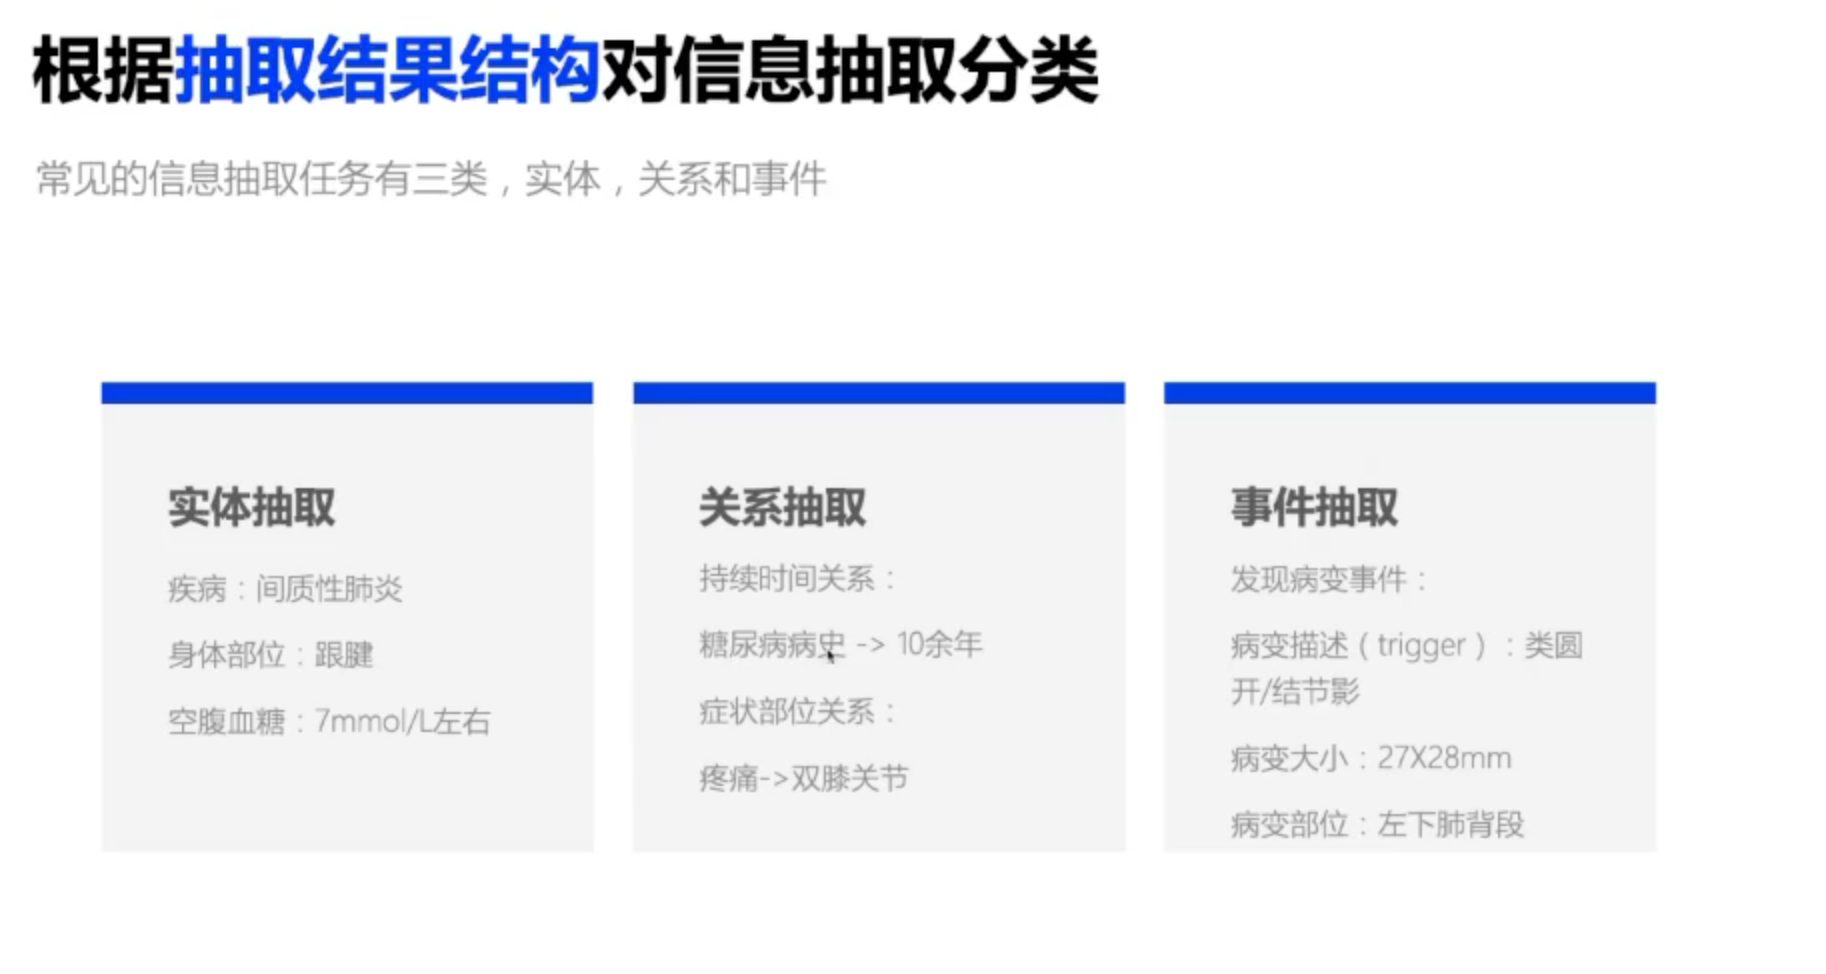 根据抽取结果结构对信息抽取分类
常见的信息抽取任务有三类，实体，关系和事件
实体抽取
疾病：间质性肺炎
身体部位：跟腱
空腹血糖：7mmol/L左右
关系抽取
持续时间关系：
糖尿病病史 -> 10余年
症状部位关系：
疼痛->双膝关节
事件抽取
发现病变事件：
病变描述（trigger）：类圆
开/结节影
病变大小：27X28mm
病变部位：左下肺背段